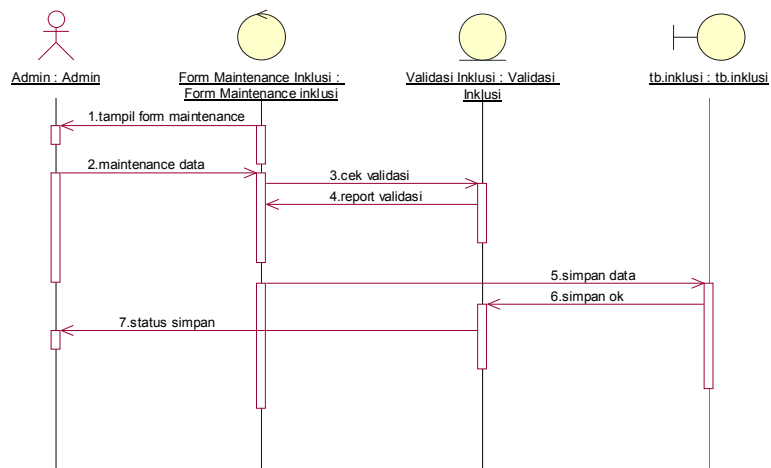 Admin : Admin
Form Maintenance Inklusi :
Form Maintenance inklusi
Validasi Inklusi : Validasi
Inklusi
tb.inklusi : tb.inklusi
1.tampil form maintenance
2.maintenance data
3.cek validasi
4.report validasi
5.simpan data
6.simpan ok
7.status simpan